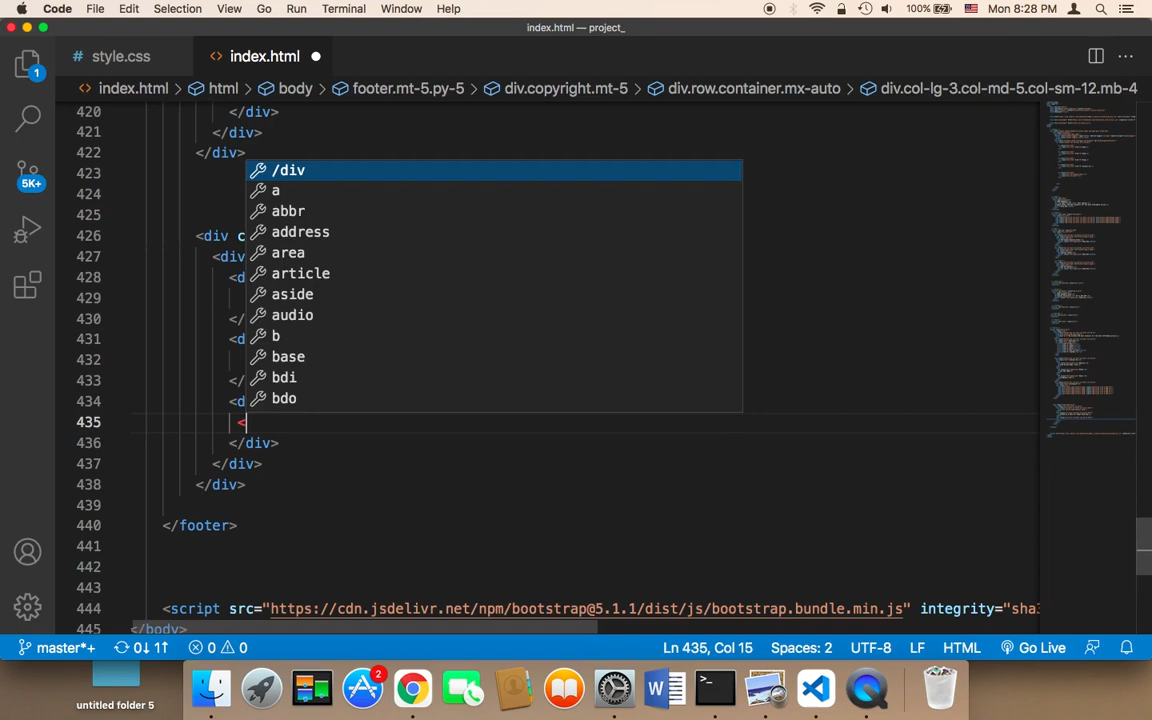 Code File Edit Selection View Go Run Terminal Window Help 100% Mon 8:28 PM
index.html — project_
# style.css <> index.html
<> index.html > html > body > footer.mt-5.py-5 > div.copyright.mt-5 > div.row.container.mx-auto > div.col-lg-3.col-md-5.col-sm-12.mb-4
1
5K+
420 </div>
421 </div>
422 </div>
423 /div
424 a
425 abbr
address
426 <div c
area
427 <div
article
428 <d
aside
429
audio
430 </
b
431 <d
base
432
bdi
433 </
bdo
434 <d
435 <
436 </div>
437 </div>
438 </div>
439
440 </footer>
441
442
443
444 <script src="https://cdn.jsdelivr.net/npm/bootstrap@5.1.1/dist/js/bootstrap.bundle.min.js" integrity="sha3
445 </body>
master*+ 0↓ 1↑ 0 0 Ln 435, Col 15 Spaces: 2 UTF-8 LF HTML Go Live
2
untitled folder 5